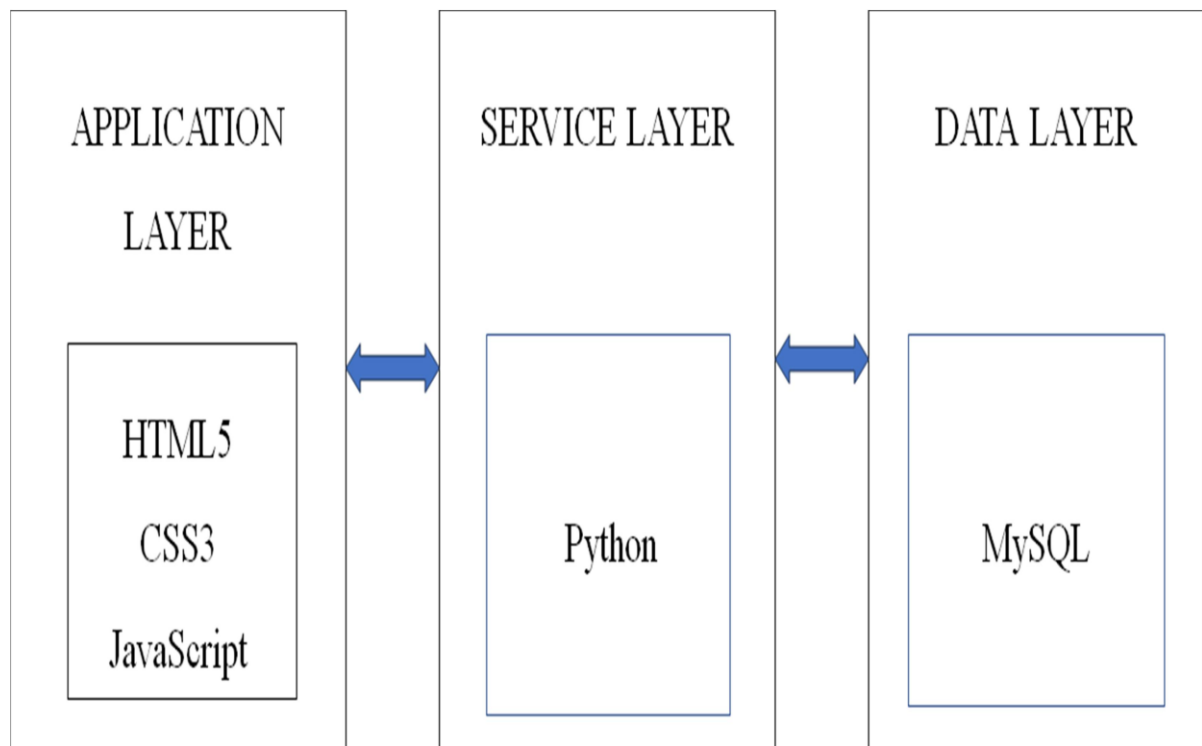 APPLICATION
LAYER
HTML5
CSS3
JavaScript
SERVICE LAYER
Python
DATA LAYER
MySQL